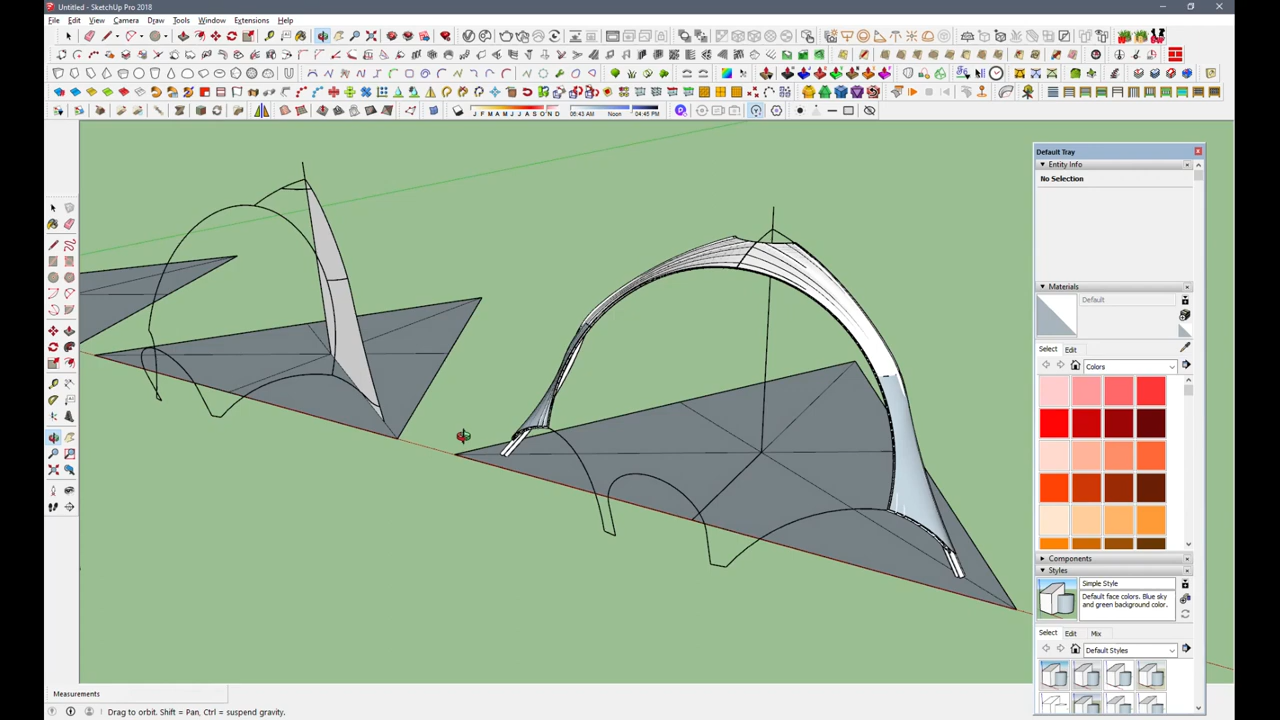 Untitled - SketchUp Pro 2018
File Edit View Camera Draw Tools Window Extensions Help
J F M A M J J A S O N D 06:43 AM Noon 04:45 PM
Default Tray
Entity Info
No Selection
Materials
Default
Select Edit
Colors
Components
Styles
Simple Style
Default face colors. Blue sky
and green background color.
Select Edit Mix
Default Styles
Measurements
Drag to orbit. Shift = Pan, Ctrl = suspend gravity.